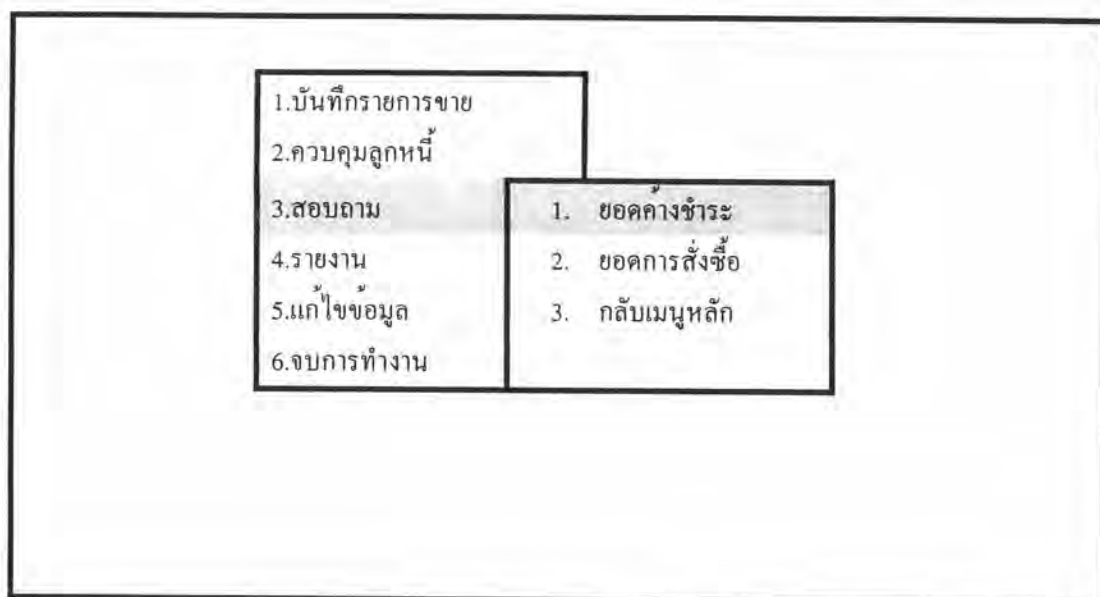 1.บันทึกรายการขาย
2.ควบคุมลูกหนี้
3.สอบถาม
4.รายงาน
5.แก้ไขข้อมูล
6.จบการทำงาน
1. ยอดค้างชำระ
2. ยอดการสั่งซื้อ
3. กลับเมนูหลัก